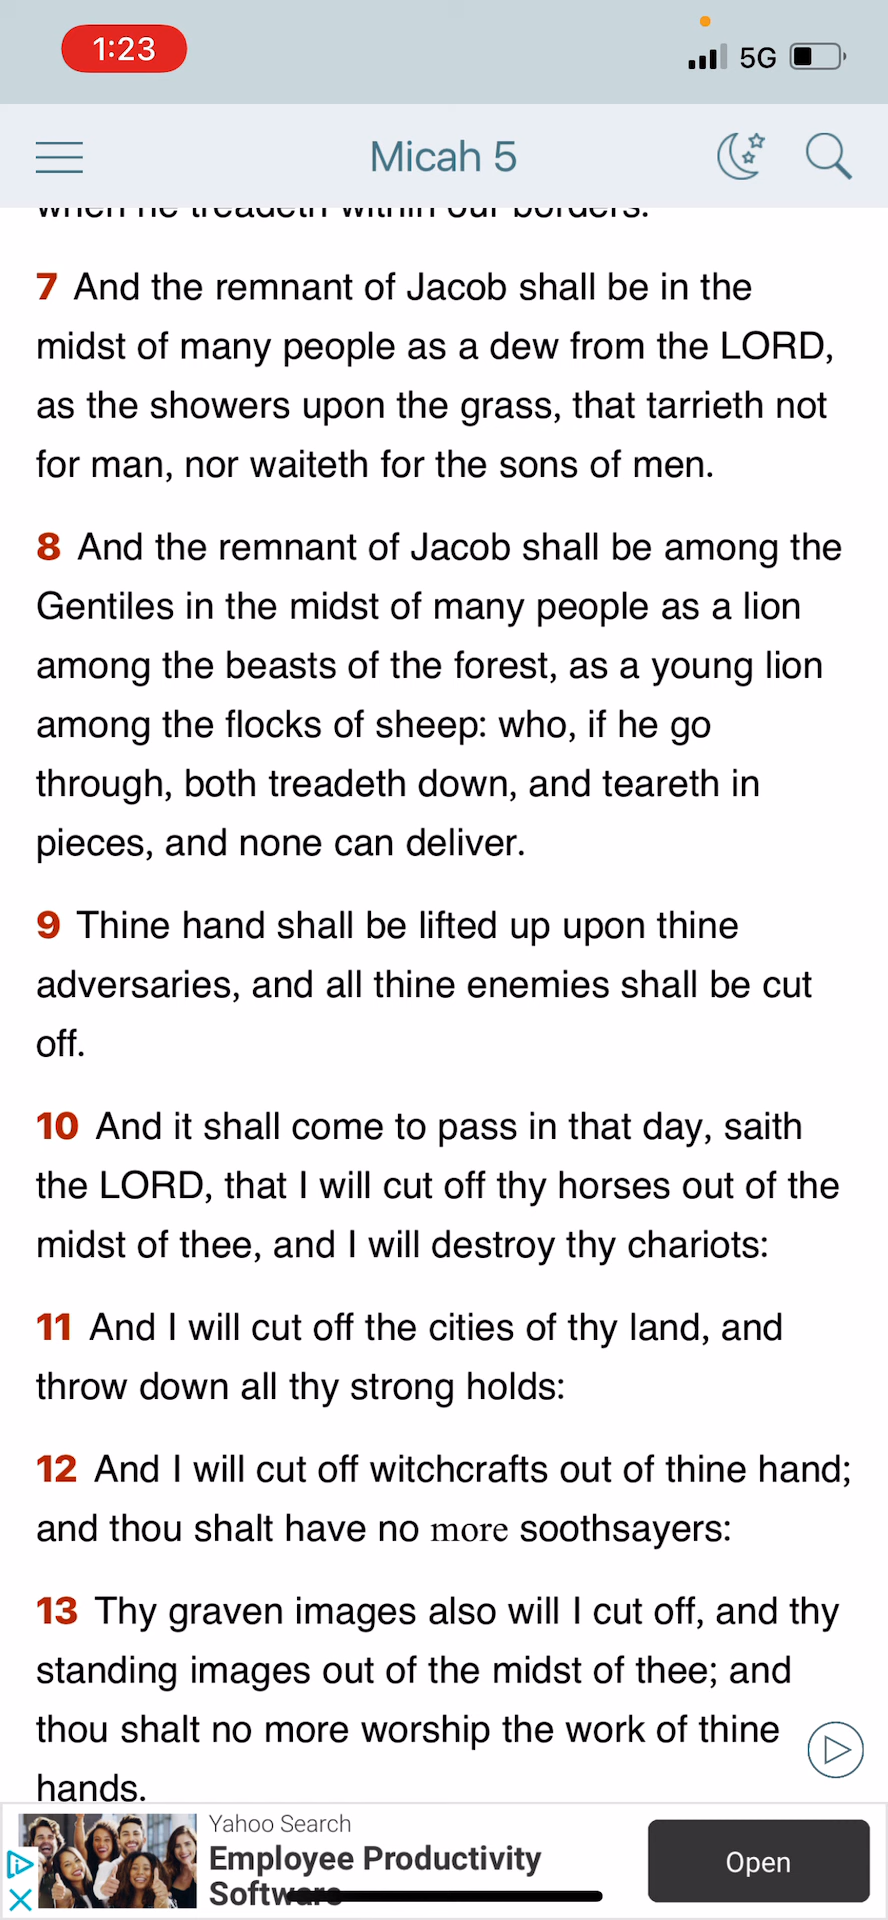 1:23
5G
Micah 5
when he treadeth within our borders.
7 And the remnant of Jacob shall be in the
midst of many people as a dew from the LORD,
as the showers upon the grass, that tarrieth not
for man, nor waiteth for the sons of men.
8 And the remnant of Jacob shall be among the
Gentiles in the midst of many people as a lion
among the beasts of the forest, as a young lion
among the flocks of sheep: who, if he go
through, both treadeth down, and teareth in
pieces, and none can deliver.
9 Thine hand shall be lifted up upon thine
adversaries, and all thine enemies shall be cut
off.
10 And it shall come to pass in that day, saith
the LORD, that I will cut off thy horses out of the
midst of thee, and I will destroy thy chariots:
11 And I will cut off the cities of thy land, and
throw down all thy strong holds:
12 And I will cut off witchcrafts out of thine hand;
and thou shalt have no more soothsayers:
13 Thy graven images also will I cut off, and thy
standing images out of the midst of thee; and
thou shalt no more worship the work of thine
hands.
Yahoo Search
Employee Productivity
Software
Open